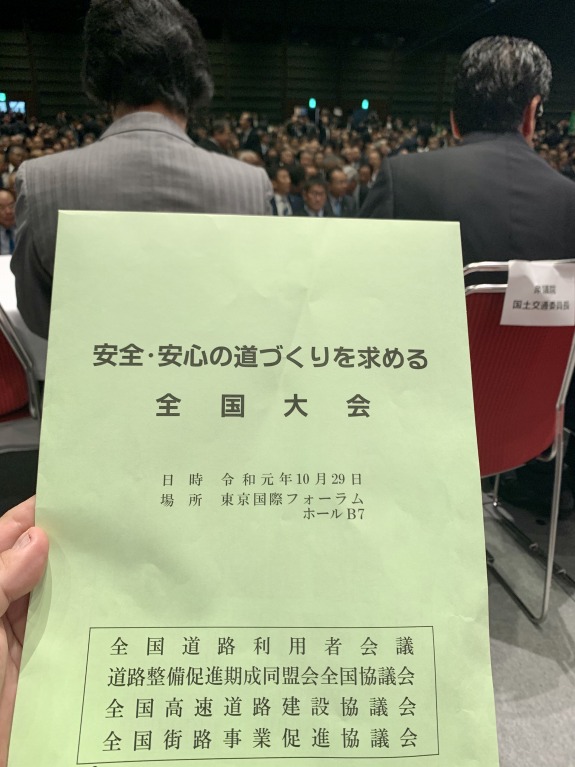 安全・安心の道づくりを求める
全国大会
日時 令和元年10月29日
場所 東京国際フォーラム
ホールB7
全国道路利用者会議
道路整備促進期成同盟会全国協議会
全国高速道路建設協議会
全国街路事業促進協議会
衆議院
国土交通委員長